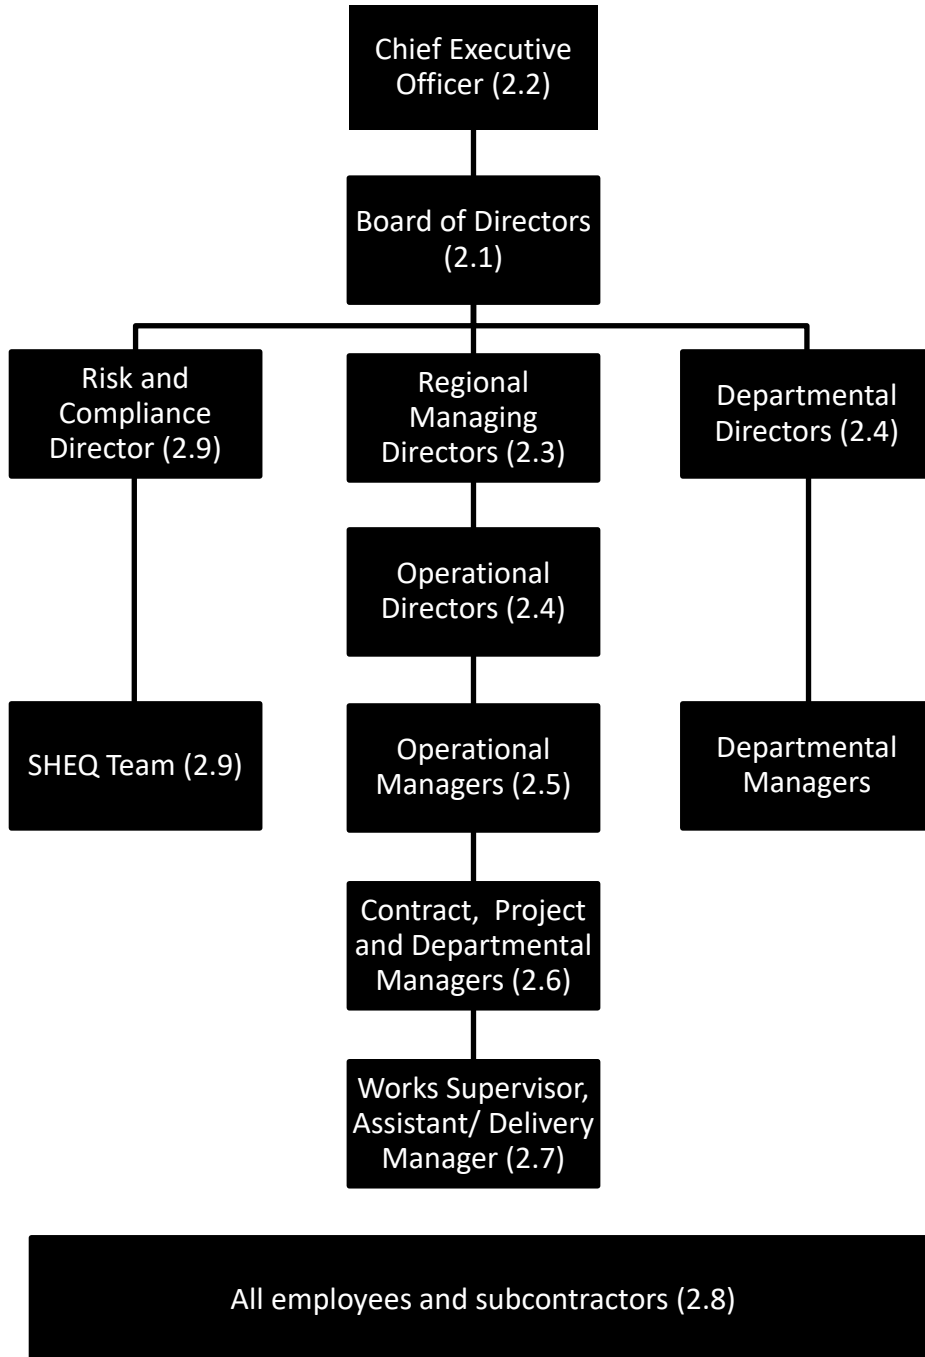 Chief Executive
Officer (2.2)
Board of Directors
(2.1)
Risk and
Compliance
Director (2.9)
Regional
Managing
Directors (2.3)
Departmental
Directors (2.4)
Operational
Directors (2.4)
SHEQ Team (2.9)
Operational
Managers (2.5)
Departmental
Managers
Contract,  Project
and Departmental
Managers (2.6)
Works Supervisor,
Assistant/ Delivery
Manager (2.7)
All employees and subcontractors (2.8)